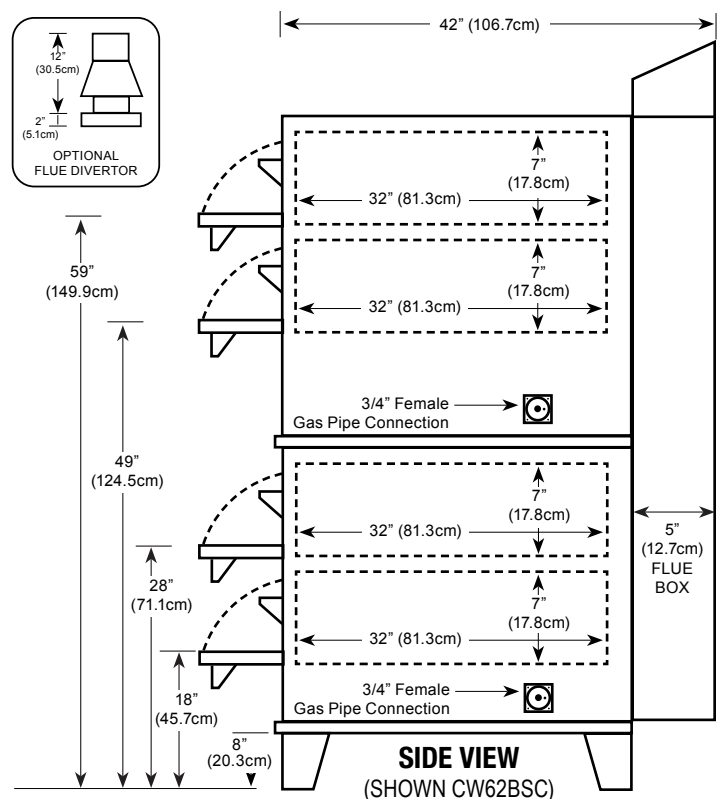 42” (106.7cm)
12”
(30.5cm)
2”
(5.1cm)
OPTIONAL
FLUE DIVERTOR
7”
(17.8cm)
32” (81.3cm)
59”
(149.9cm)
7”
(17.8cm)
32” (81.3cm)
3/4” Female
Gas Pipe Connection
49”
(124.5cm)
7”
(17.8cm)
32” (81.3cm)
5”
(12.7cm)
FLUE
BOX
28”
(71.1cm)
7”
(17.8cm)
32” (81.3cm)
18”
(45.7cm)
3/4” Female
Gas Pipe Connection
8”
(20.3cm)
SIDE VIEW
(SHOWN CW62BSC)